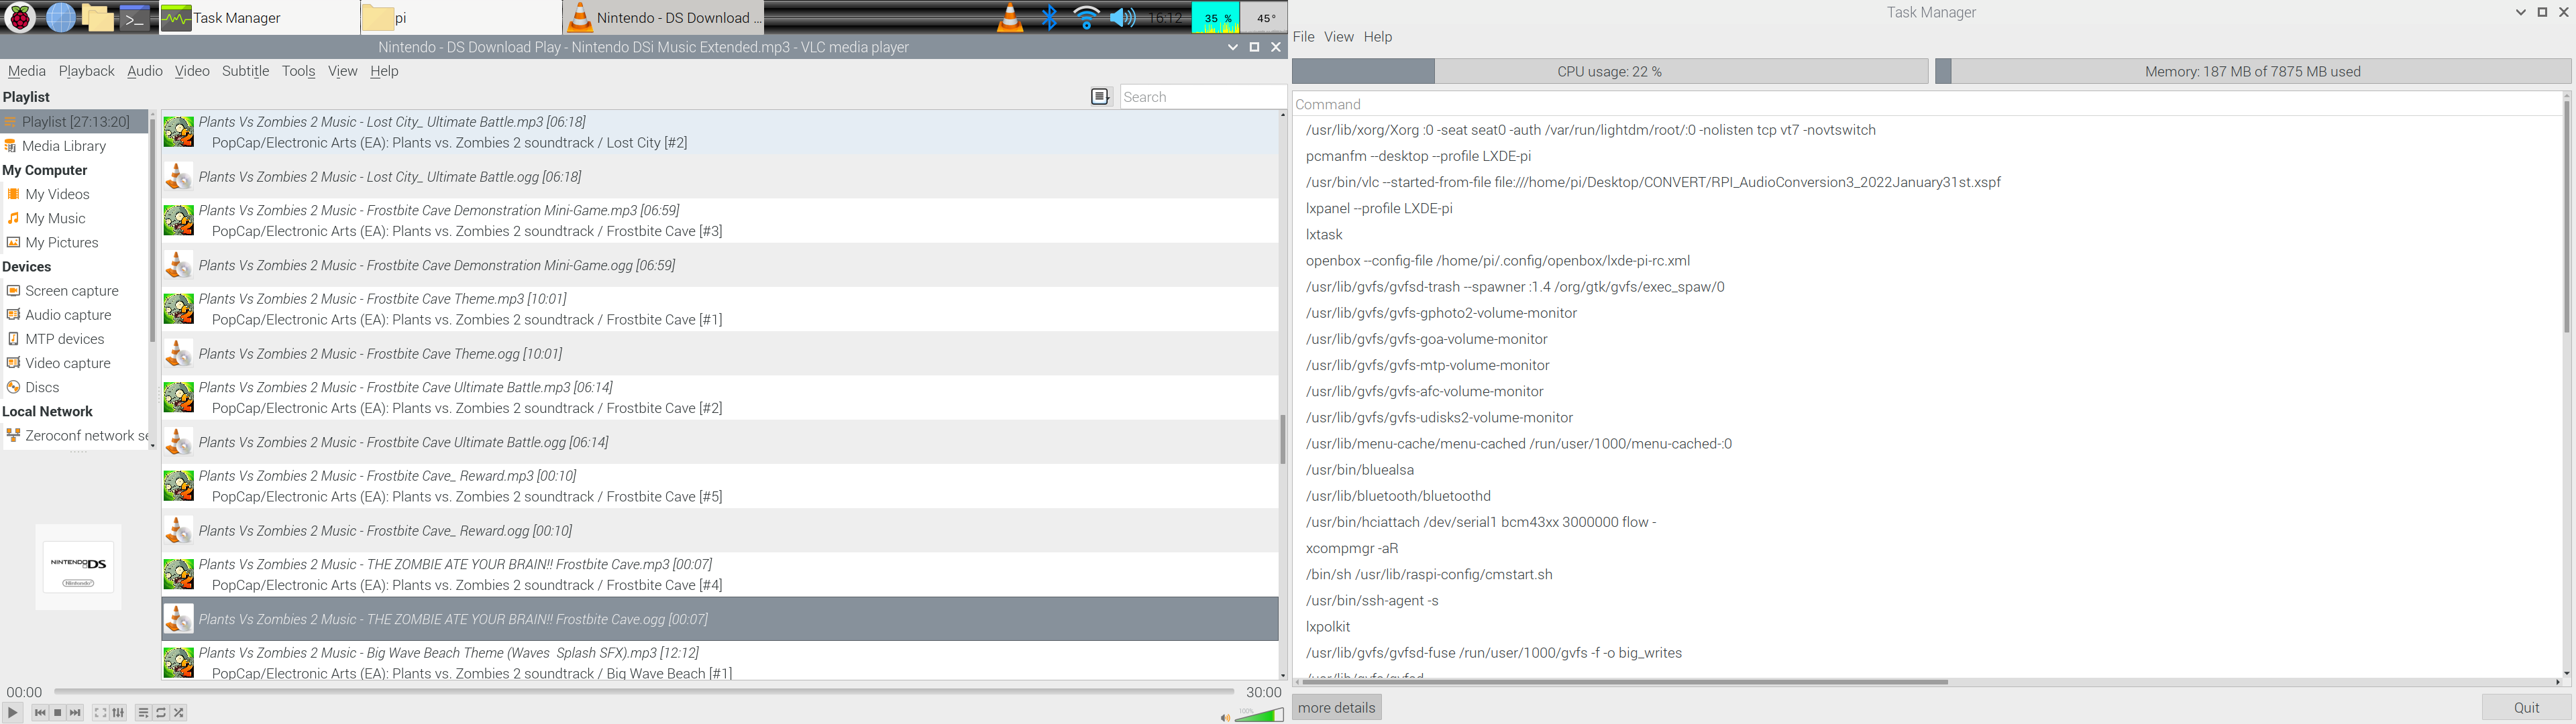 Task Manager
pi
Nintendo - DS Download ...
16:12
35 %
45°
Nintendo - DS Download Play - Nintendo DSi Music Extended.mp3 - VLC media player
Media Playback Audio Video Subtitle Tools View Help
Playlist
Search
Playlist [27:13:20]
Media Library
My Computer
My Videos
My Music
My Pictures
Devices
Screen capture
Audio capture
MTP devices
Video capture
Discs
Local Network
Zeroconf network se
NINTENDO DS
Nintendo
Plants Vs Zombies 2 Music - Lost City_ Ultimate Battle.mp3 [06:18]
PopCap/Electronic Arts (EA): Plants vs. Zombies 2 soundtrack / Lost City [#2]
Plants Vs Zombies 2 Music - Lost City_ Ultimate Battle.ogg [06:18]
Plants Vs Zombies 2 Music - Frostbite Cave Demonstration Mini-Game.mp3 [06:59]
PopCap/Electronic Arts (EA): Plants vs. Zombies 2 soundtrack / Frostbite Cave [#3]
Plants Vs Zombies 2 Music - Frostbite Cave Demonstration Mini-Game.ogg [06:59]
Plants Vs Zombies 2 Music - Frostbite Cave Theme.mp3 [10:01]
PopCap/Electronic Arts (EA): Plants vs. Zombies 2 soundtrack / Frostbite Cave [#1]
Plants Vs Zombies 2 Music - Frostbite Cave Theme.ogg [10:01]
Plants Vs Zombies 2 Music - Frostbite Cave Ultimate Battle.mp3 [06:14]
PopCap/Electronic Arts (EA): Plants vs. Zombies 2 soundtrack / Frostbite Cave [#2]
Plants Vs Zombies 2 Music - Frostbite Cave Ultimate Battle.ogg [06:14]
Plants Vs Zombies 2 Music - Frostbite Cave_ Reward.mp3 [00:10]
PopCap/Electronic Arts (EA): Plants vs. Zombies 2 soundtrack / Frostbite Cave [#5]
Plants Vs Zombies 2 Music - Frostbite Cave_ Reward.ogg [00:10]
Plants Vs Zombies 2 Music - THE ZOMBIE ATE YOUR BRAIN!! Frostbite Cave.mp3 [00:07]
PopCap/Electronic Arts (EA): Plants vs. Zombies 2 soundtrack / Frostbite Cave [#4]
Plants Vs Zombies 2 Music - THE ZOMBIE ATE YOUR BRAIN!! Frostbite Cave.ogg [00:07]
Plants Vs Zombies 2 Music - Big Wave Beach Theme (Waves  Splash SFX).mp3 [12:12]
PopCap/Electronic Arts (EA): Plants vs. Zombies 2 soundtrack / Big Wave Beach [#1]
00:00
30:00
100%
Task Manager
File View Help
CPU usage: 22 %
Memory: 187 MB of 7875 MB used
Command
/usr/lib/xorg/Xorg :0 -seat seat0 -auth /var/run/lightdm/root/:0 -nolisten tcp vt7 -novtswitch
pcmanfm --desktop --profile LXDE-pi
/usr/bin/vlc --started-from-file file:///home/pi/Desktop/CONVERT/RPI_AudioConversion3_2022January31st.xspf
lxpanel --profile LXDE-pi
lxtask
openbox --config-file /home/pi/.config/openbox/lxde-pi-rc.xml
/usr/lib/gvfs/gvfsd-trash --spawner :1.4 /org/gtk/gvfs/exec_spaw/0
/usr/lib/gvfs/gvfs-gphoto2-volume-monitor
/usr/lib/gvfs/gvfs-goa-volume-monitor
/usr/lib/gvfs/gvfs-mtp-volume-monitor
/usr/lib/gvfs/gvfs-afc-volume-monitor
/usr/lib/gvfs/gvfs-udisks2-volume-monitor
/usr/lib/menu-cache/menu-cached /run/user/1000/menu-cached-:0
/usr/bin/bluealsa
/usr/lib/bluetooth/bluetoothd
/usr/bin/hciattach /dev/serial1 bcm43xx 3000000 flow -
xcompmgr -aR
/bin/sh /usr/lib/raspi-config/cmstart.sh
/usr/bin/ssh-agent -s
lxpolkit
/usr/lib/gvfs/gvfsd-fuse /run/user/1000/gvfs -f -o big_writes
/usr/lib/gvfs/gvfsd
more details
Quit